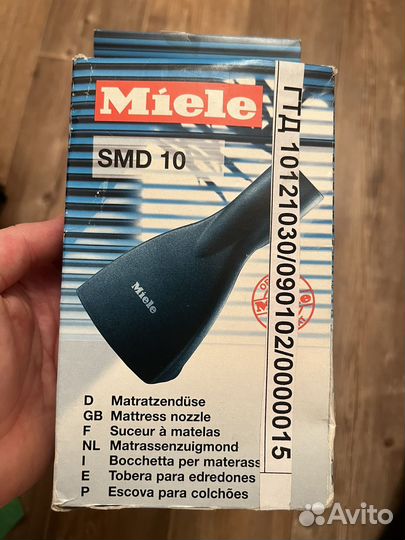 Miele
SMD 10
ГТД 10121030/090102/0000015
Miele
D Matratzendüse
GB Mattress nozzle
F Suceur à matelas
NL Matrassenzuigmond
I Bocchetta per materass
E Tobera para edredones
P Escova para colchões
Avito